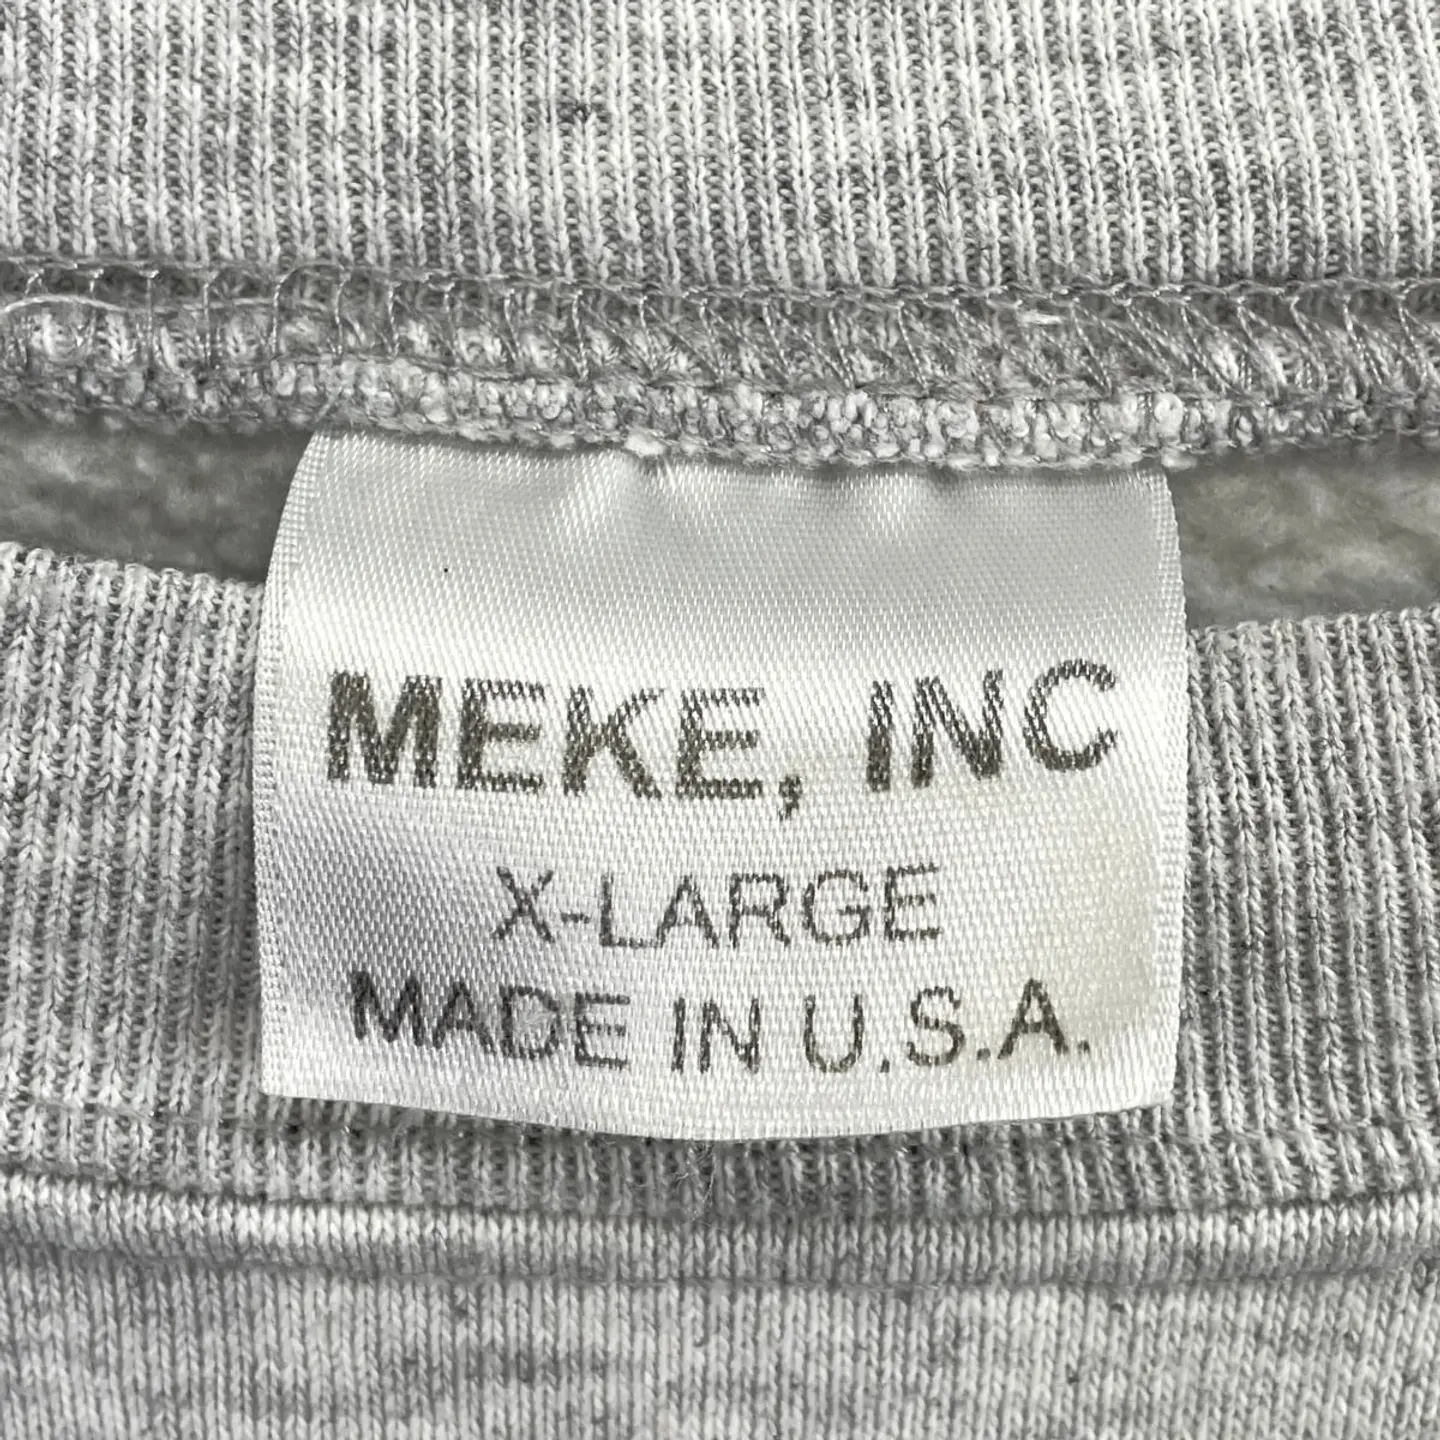 MEKE, INC
X-LARGE
MADE IN U.S.A.